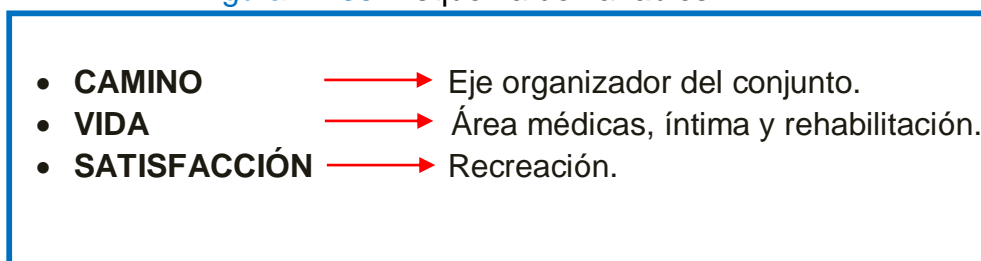 • CAMINO → Eje organizador del conjunto.
• VIDA → Área médicas, íntima y rehabilitación.
• SATISFACCIÓN → Recreación.